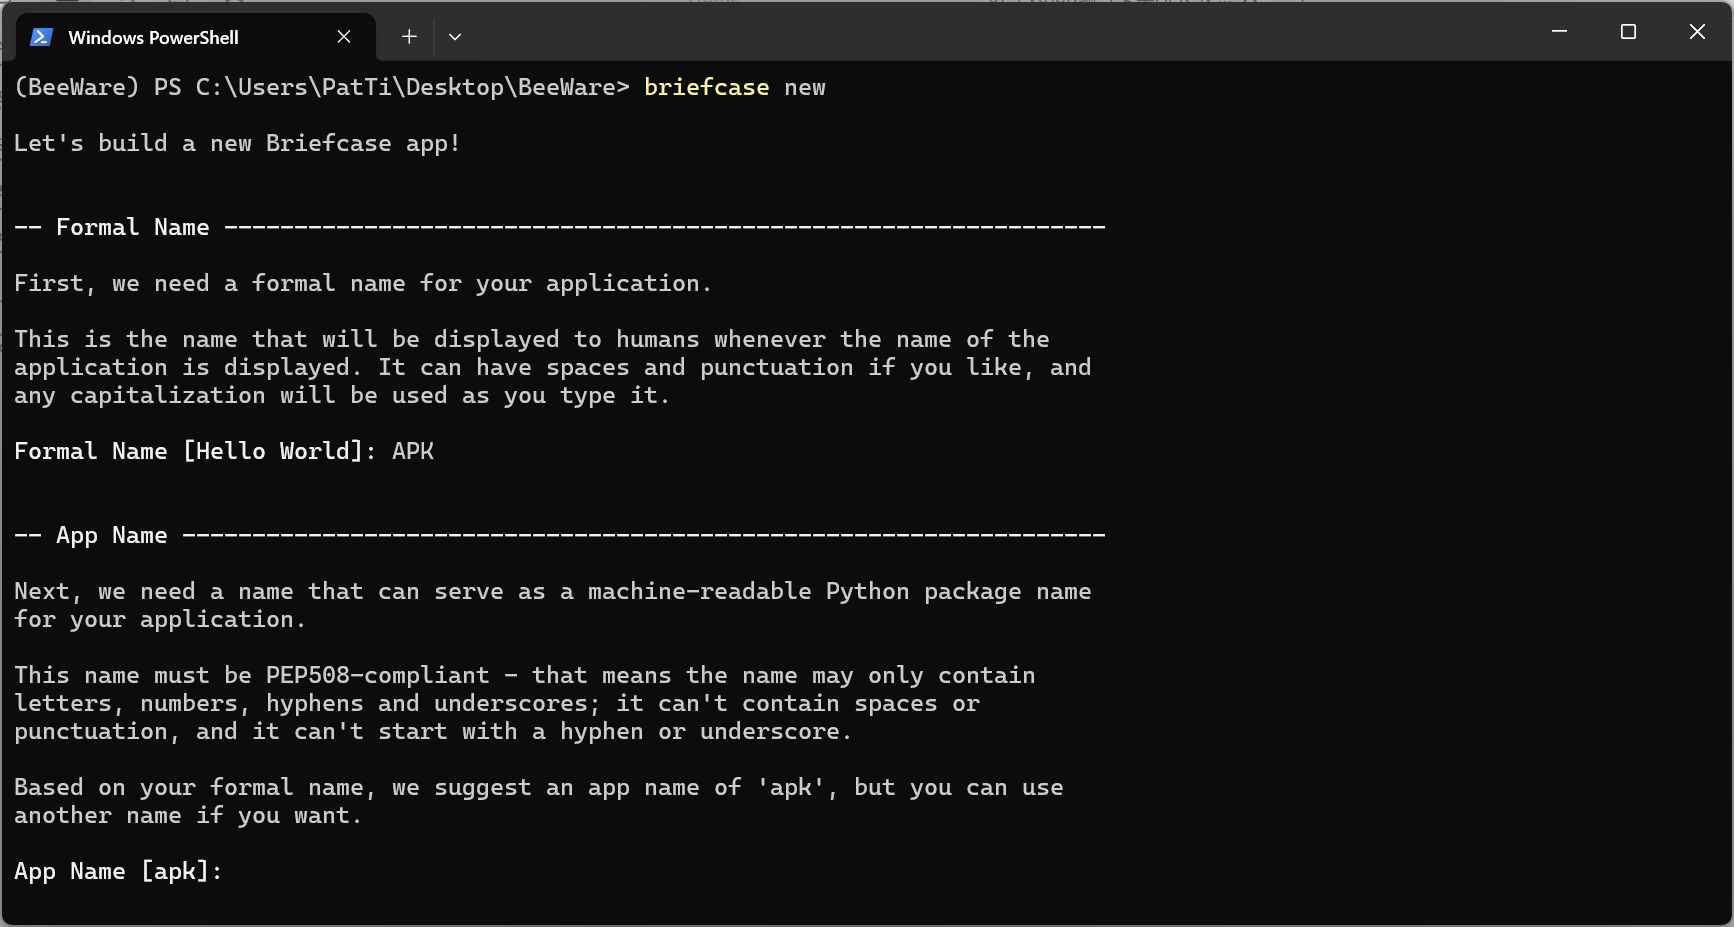 Windows PowerShell
(BeeWare) PS C:\Users\PatTi\Desktop\BeeWare> briefcase new
Let's build a new Briefcase app!
-- Formal Name ---------------------------------------------------------------
First, we need a formal name for your application.
This is the name that will be displayed to humans whenever the name of the
application is displayed. It can have spaces and punctuation if you like, and
any capitalization will be used as you type it.
Formal Name [Hello World]: APK
-- App Name ------------------------------------------------------------------
Next, we need a name that can serve as a machine-readable Python package name
for your application.
This name must be PEP508-compliant - that means the name may only contain
letters, numbers, hyphens and underscores; it can't contain spaces or
punctuation, and it can't start with a hyphen or underscore.
Based on your formal name, we suggest an app name of 'apk', but you can use
another name if you want.
App Name [apk]: